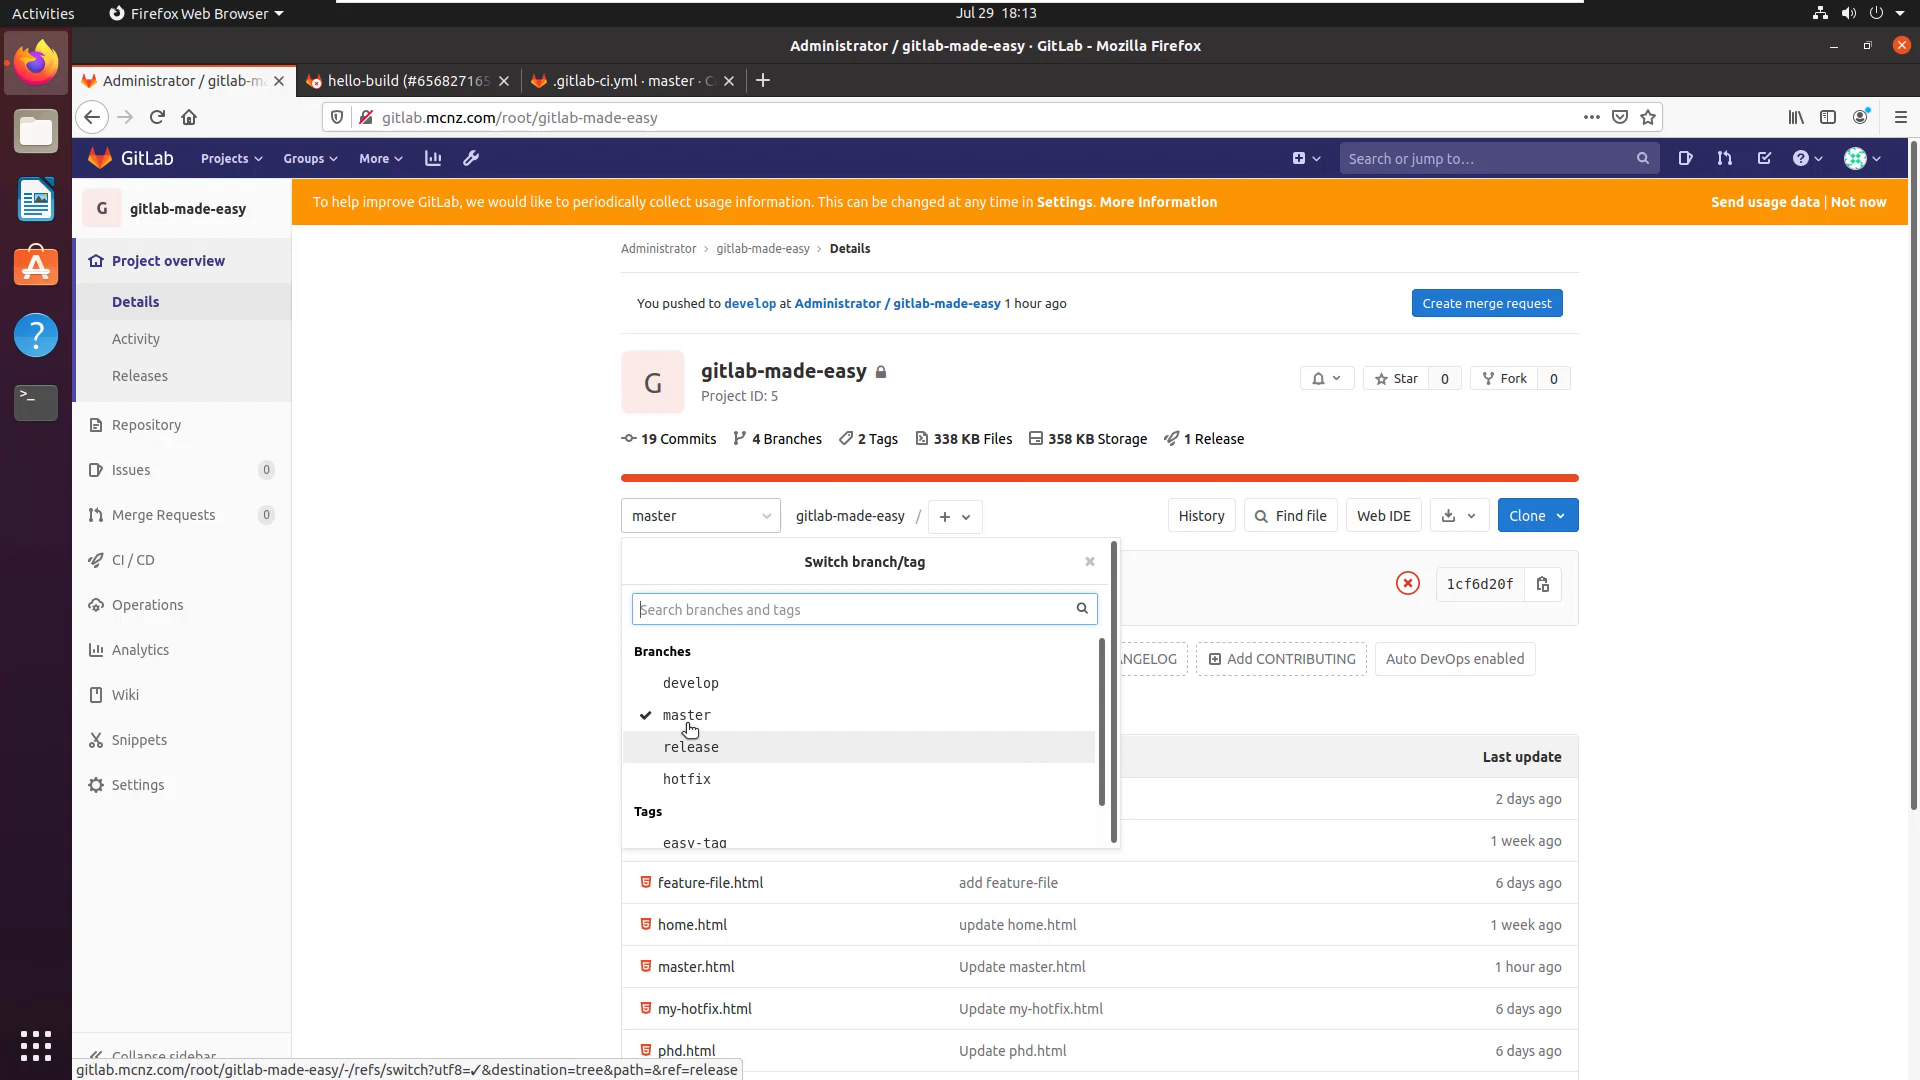 Activities
Firefox Web Browser
Jul 29 18:13
Administrator / gitlab-made-easy · GitLab - Mozilla Firefox
Administrator / gitlab-m
hello-build (#656827165
.gitlab-ci.yml · master · C
gitlab.mcnz.com/root/gitlab-made-easy
GitLab
Projects
Groups
More
Search or jump to…
G
gitlab-made-easy
To help improve GitLab, we would like to periodically collect usage information. This can be changed at any time in Settings. More Information
Send usage data | Not now
Project overview
Details
Activity
Releases
Repository
Issues 0
Merge Requests 0
CI / CD
Operations
Analytics
Wiki
Snippets
Settings
Collapse sidebar
Administrator › gitlab-made-easy › Details
You pushed to develop at Administrator / gitlab-made-easy 1 hour ago
Create merge request
G
gitlab-made-easy
Project ID: 5
Star 0
Fork 0
19 Commits
4 Branches
2 Tags
338 KB Files
358 KB Storage
1 Release
master
gitlab-made-easy /
History
Find file
Web IDE
Clone
Switch branch/tag
1cf6d20f
Search branches and tags
Branches
develop
master
release
hotfix
Tags
easy-tag
ANGELOG
Add CONTRIBUTING
Auto DevOps enabled
Last update
2 days ago
1 week ago
feature-file.html add feature-file 6 days ago
home.html update home.html 1 week ago
master.html Update master.html 1 hour ago
my-hotfix.html Update my-hotfix.html 6 days ago
phd.html Update phd.html 6 days ago
gitlab.mcnz.com/root/gitlab-made-easy/-/refs/switch?utf8=✓&destination=tree&path=&ref=release